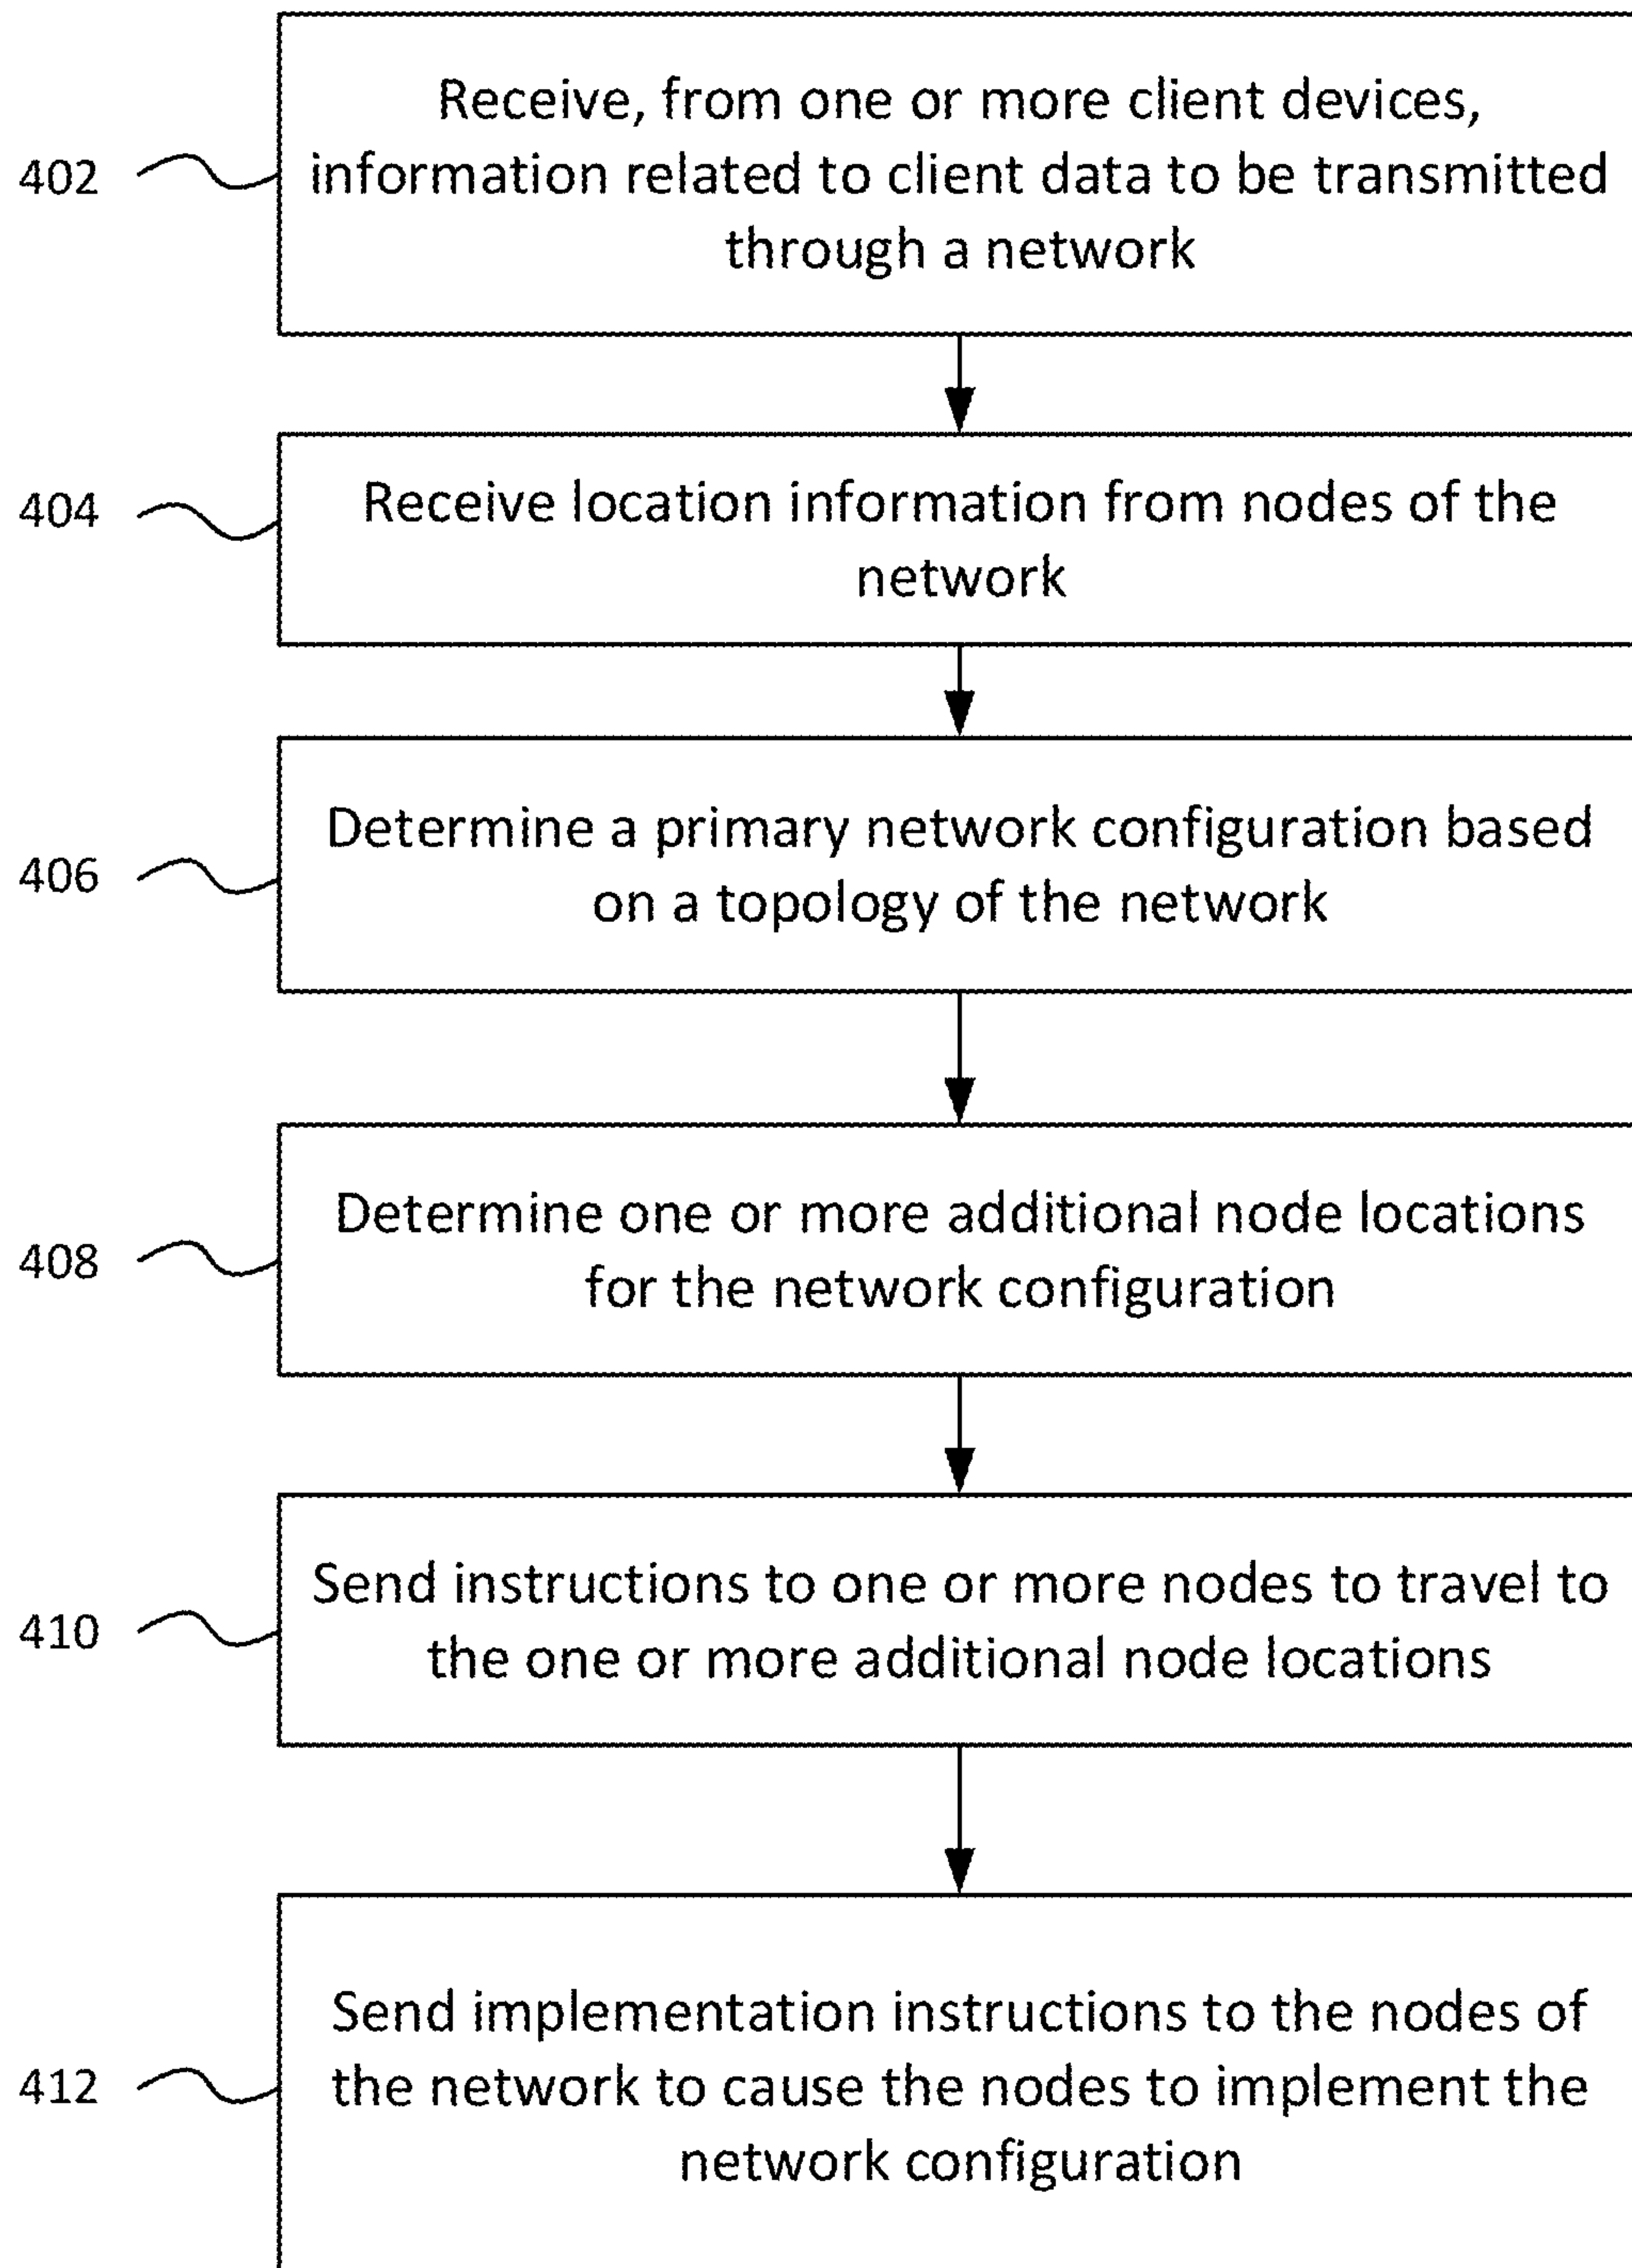 Receive, from one or more client devices,
402
information related to client data to be transmitted
through a network
404
Receive location information from nodes of the
network
Determine a primary network configuration based
406
on a topology of the network
Determine one or more additional node locations
408
for the network configuration
Send instructions to one or more nodes to travel to
410
the one or more additional node locations
Send implementation instructions to the nodes of
412
the network to cause the nodes to implement the
network configuration